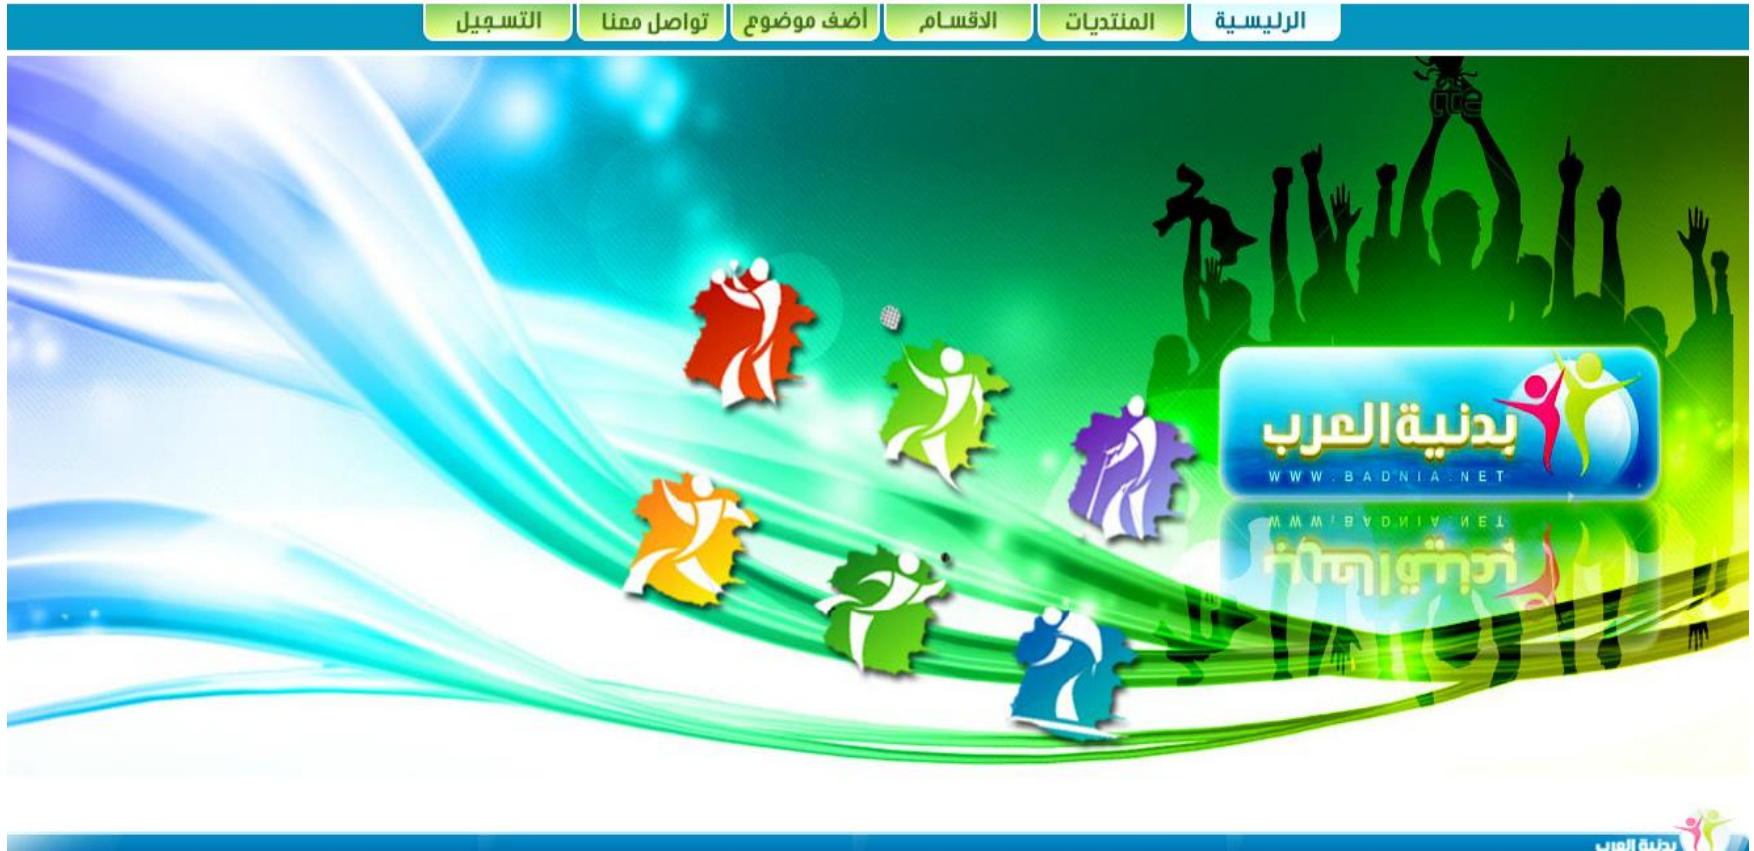 الرئيسية
المنتديات
الاقسام
أضف موضوع
تواصل معنا
التسجيل
بدنية العرب
WWW.BADNIA.NET
بدنية العرب